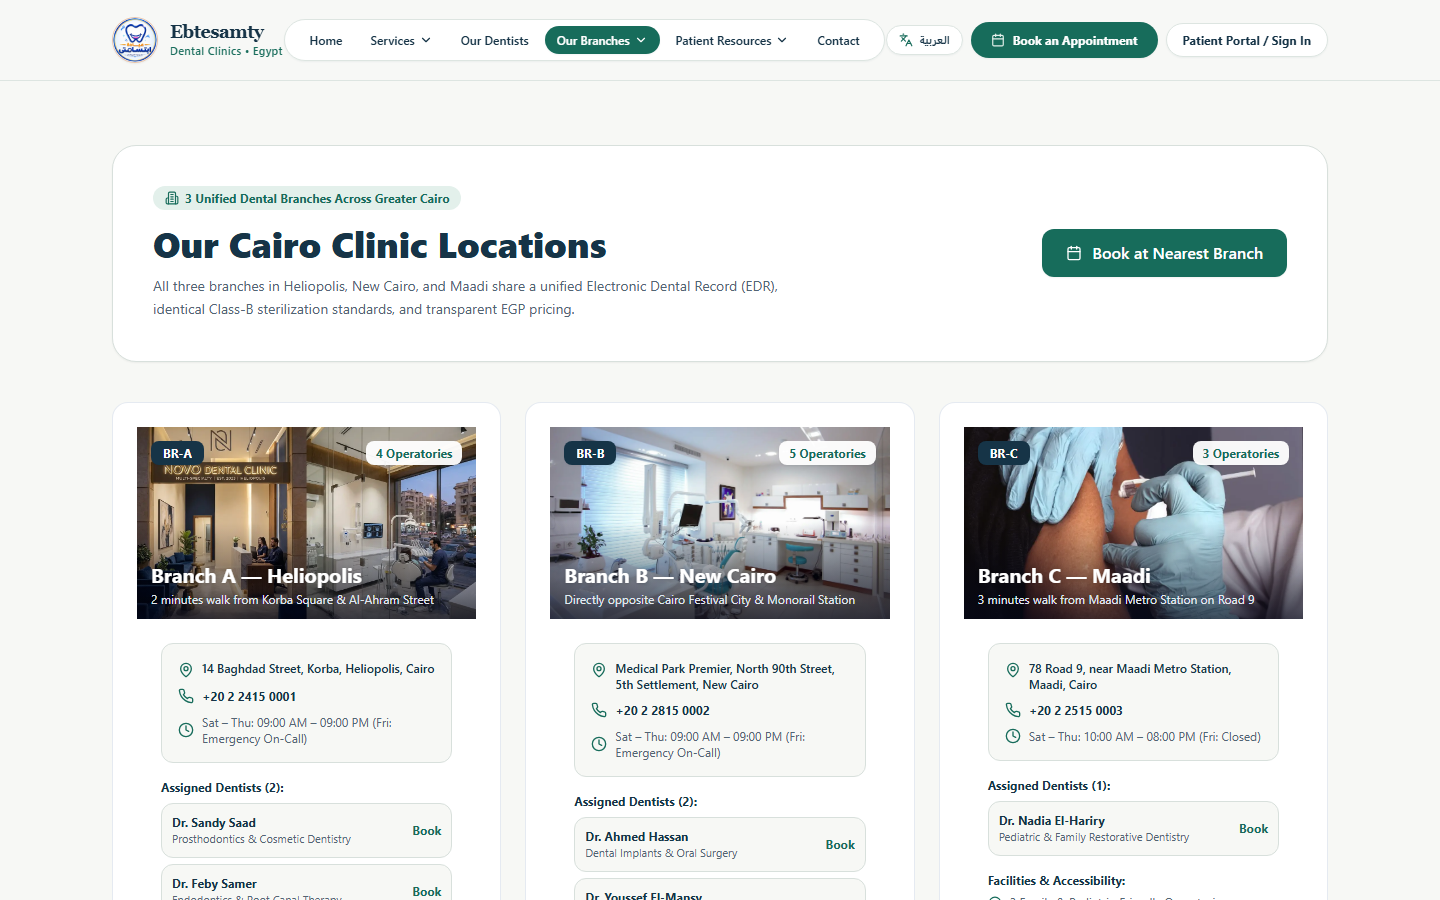 Ebtesamty
Dental Clinics • Egypt
Home
Services
Our Dentists
Our Branches
Patient Resources
Contact
العربية
Book an Appointment
Patient Portal / Sign In
3 Unified Dental Branches Across Greater Cairo
Our Cairo Clinic Locations
All three branches in Heliopolis, New Cairo, and Maadi share a unified Electronic Dental Record (EDR),
identical Class-B sterilization standards, and transparent EGP pricing.
Book at Nearest Branch
BR-A
4 Operatories
NOVO DENTAL CLINIC
Branch A — Heliopolis
2 minutes walk from Korba Square & Al-Ahram Street
14 Baghdad Street, Korba, Heliopolis, Cairo
+20 2 2415 0001
Sat – Thu: 09:00 AM – 09:00 PM (Fri:
Emergency On-Call)
Assigned Dentists (2):
Dr. Sandy Saad
Prosthodontics & Cosmetic Dentistry
Book
Dr. Feby Samer
Endodontics & Root Canal Therapy
Book
BR-B
5 Operatories
Branch B — New Cairo
Directly opposite Cairo Festival City & Monorail Station
Medical Park Premier, North 90th Street,
5th Settlement, New Cairo
+20 2 2815 0002
Sat – Thu: 09:00 AM – 09:00 PM (Fri:
Emergency On-Call)
Assigned Dentists (2):
Dr. Ahmed Hassan
Dental Implants & Oral Surgery
Book
Dr. Youssef El-Mansy
BR-C
3 Operatories
Branch C — Maadi
3 minutes walk from Maadi Metro Station on Road 9
78 Road 9, near Maadi Metro Station,
Maadi, Cairo
+20 2 2515 0003
Sat – Thu: 10:00 AM – 08:00 PM (Fri: Closed)
Assigned Dentists (1):
Dr. Nadia El-Hariry
Pediatric & Family Restorative Dentistry
Book
Facilities & Accessibility: